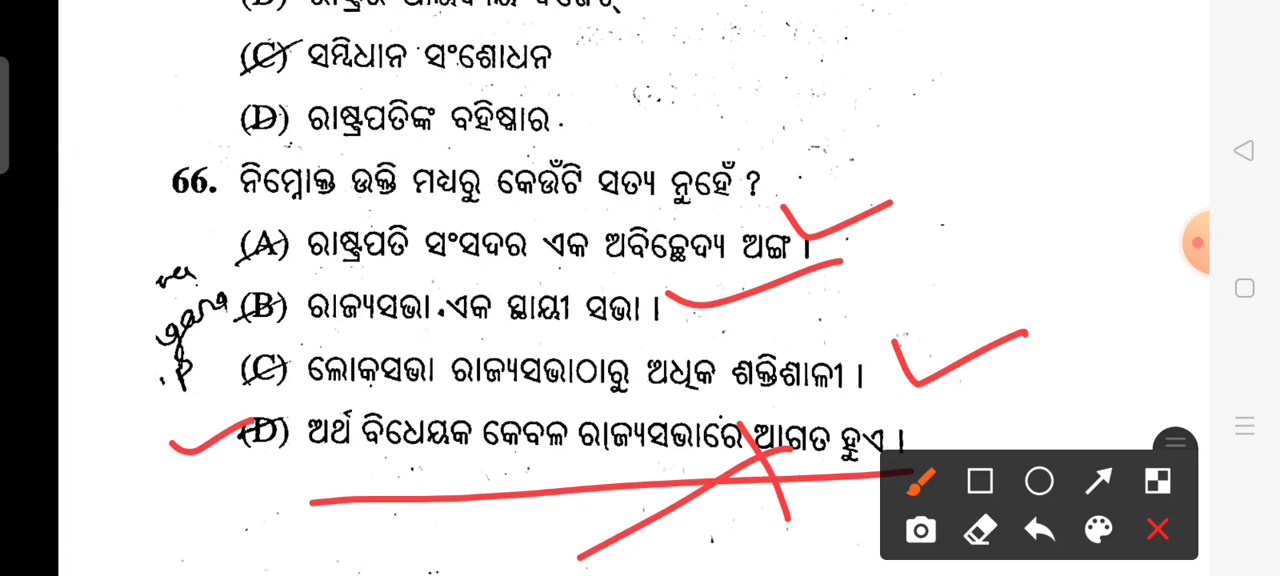 (C) ସମ୍ବିଧାନ ସଂଶୋଧନ
(D) ରାଷ୍ଟ୍ରପତିଙ୍କ ବହିଷ୍କାର
66. ନିମ୍ନୋକ୍ତ ଉକ୍ତି ମଧ୍ୟରୁ କେଉଁଟି ସତ୍ୟ ନୁହେଁ ?
(A) ରାଷ୍ଟ୍ରପତି ସଂସଦର ଏକ ଅବିଚ୍ଛେଦ୍ୟ ଅଙ୍ଗ ।
(B) ରାଜ୍ୟସଭା ଏକ ସ୍ଥାୟୀ ସଭା ।
(C) ଲୋକସଭା ରାଜ୍ୟସଭାଠାରୁ ଅଧିକ ଶକ୍ତିଶାଳୀ ।
(D) ଅର୍ଥ ବିଧେୟକ କେବଳ ରାଜ୍ୟସଭାରେ ଆଗତ ହୁଏ ।